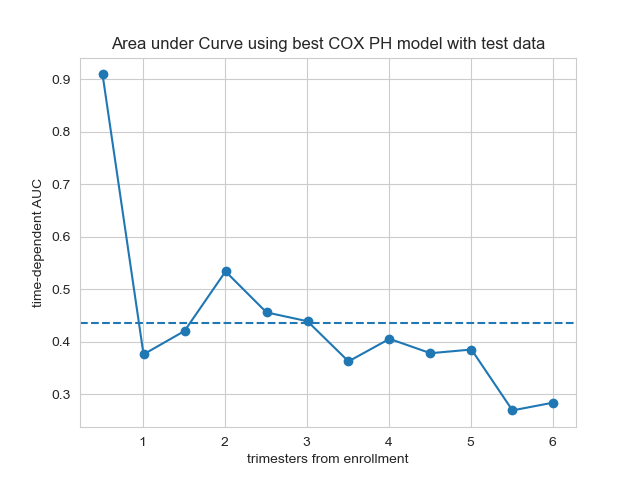 Area under Curve using best COX PH model with test data
time-dependent AUC
0.9
0.8
0.7
0.6
0.5
0.4
0.3
1 2 3 4 5 6
trimesters from enrollment